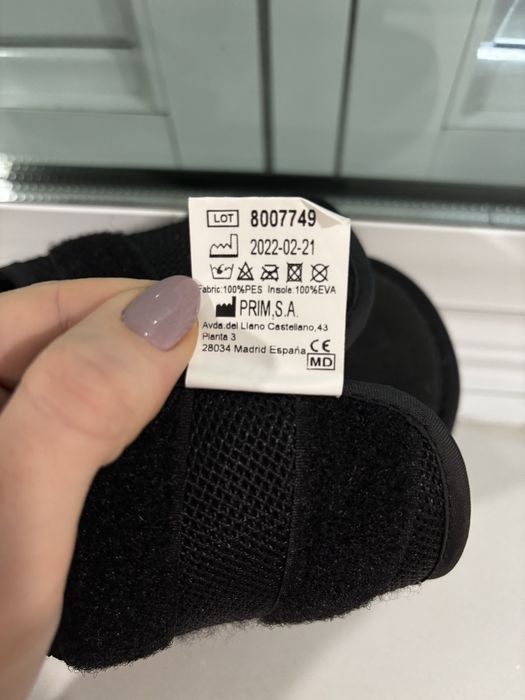 LOT 8007749
2022-02-21
Fabric:100%PES Insole:100%EVA
PRIM,S.A.
Avda.del Llano Castellano,43
Planta 3
28034 Madrid España
CE
MD